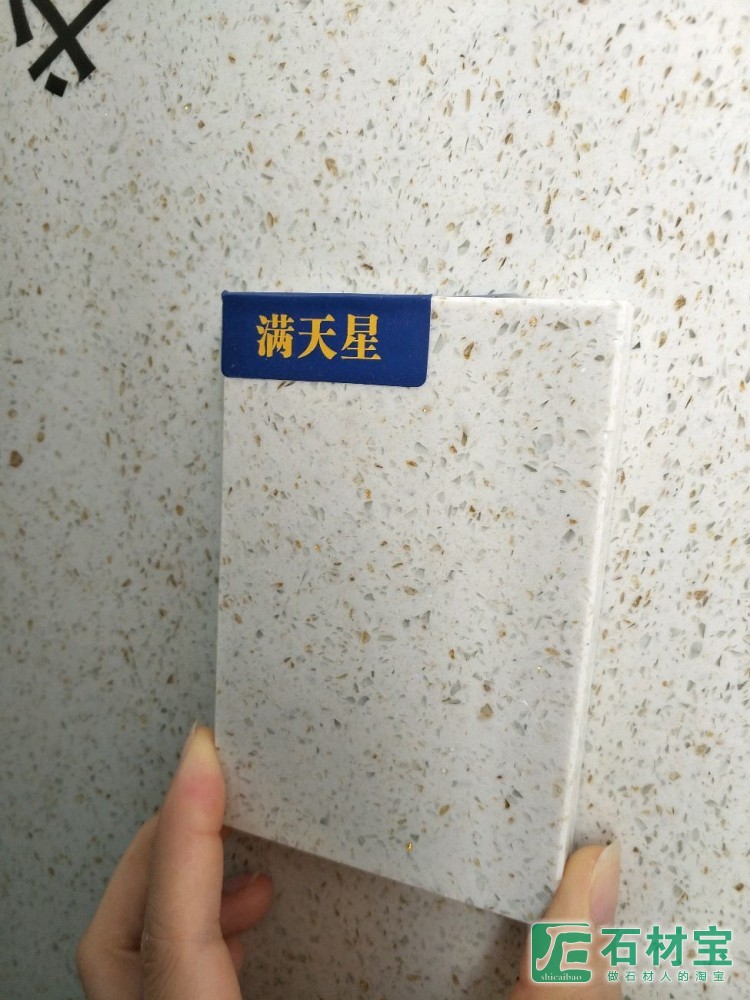 满天星
石材宝
shicaibao
做石材人的淘宝